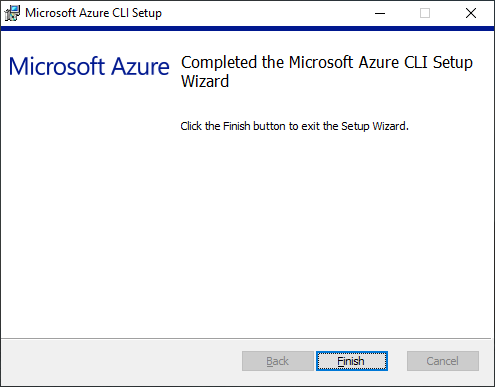 Microsoft Azure CLI Setup
Microsoft Azure
Completed the Microsoft Azure CLI Setup
Wizard
Click the Finish button to exit the Setup Wizard.
Back
Finish
Cancel